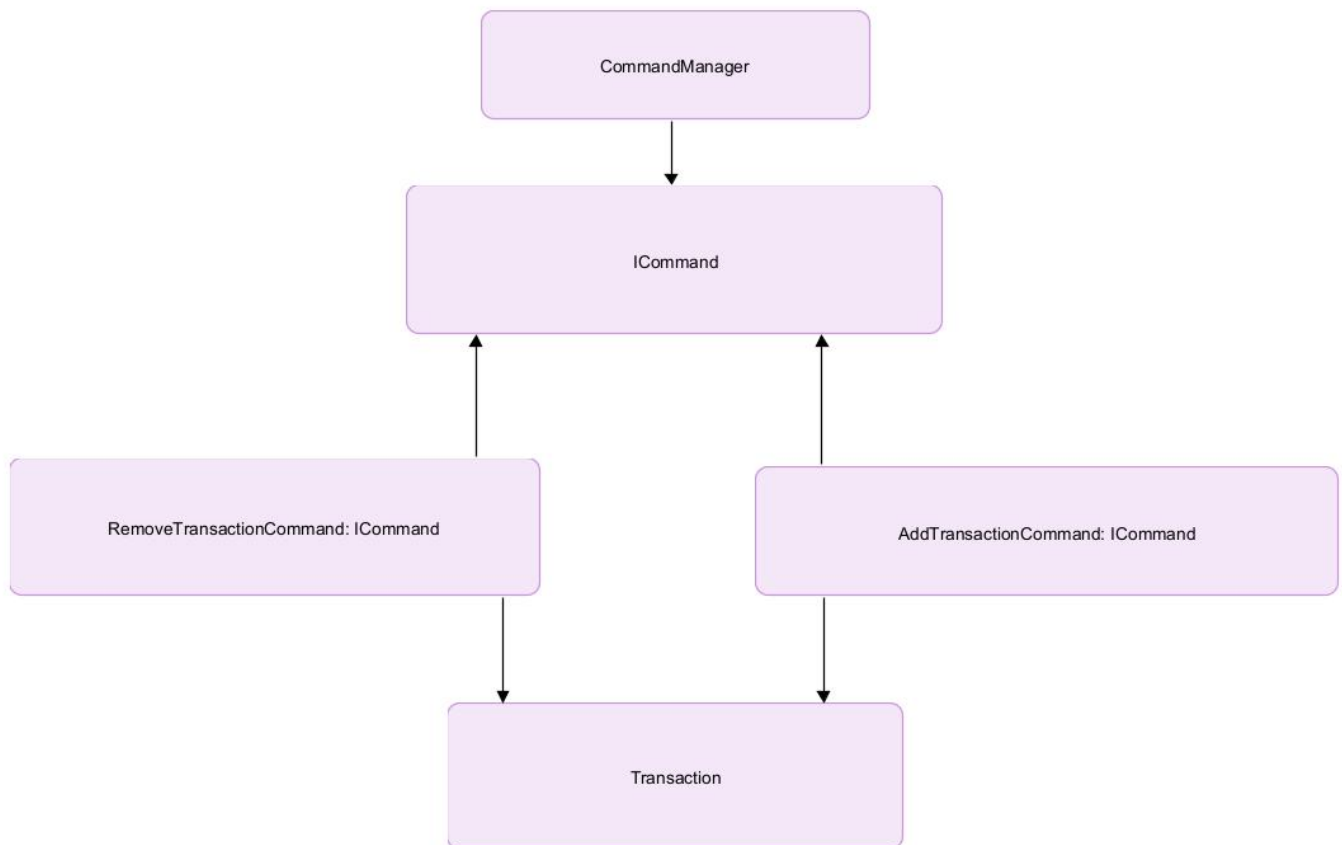 CommandManager
ICommand
RemoveTransactionCommand: ICommand
AddTransactionCommand: ICommand
Transaction